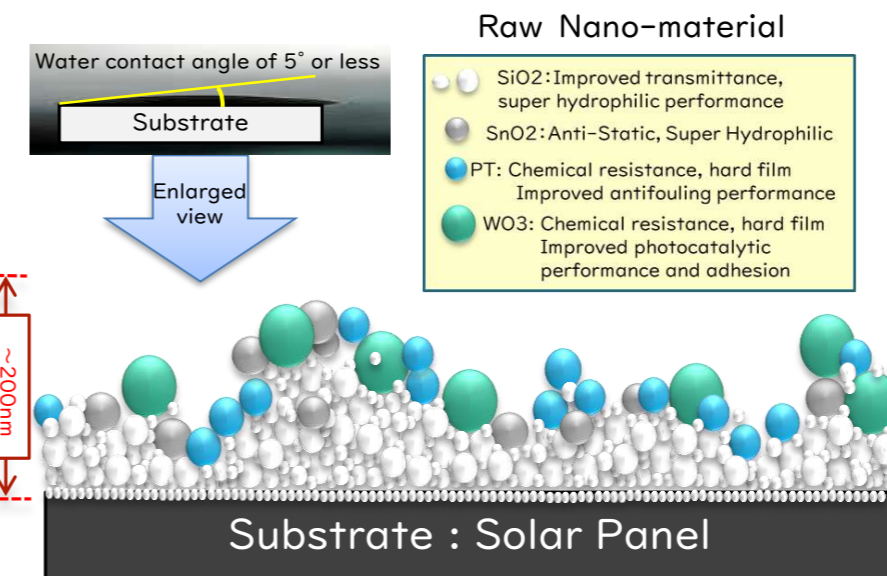 Raw Nano-material
Water contact angle of 5° or less
Substrate
Enlarged
view
SiO2:Improved transmittance,
super hydrophilic performance
SnO2:Anti-Static, Super Hydrophilic
PT: Chemical resistance, hard film
Improved antifouling performance
WO3: Chemical resistance, hard film
Improved photocatalytic
performance and adhesion
~200nm
Substrate : Solar Panel